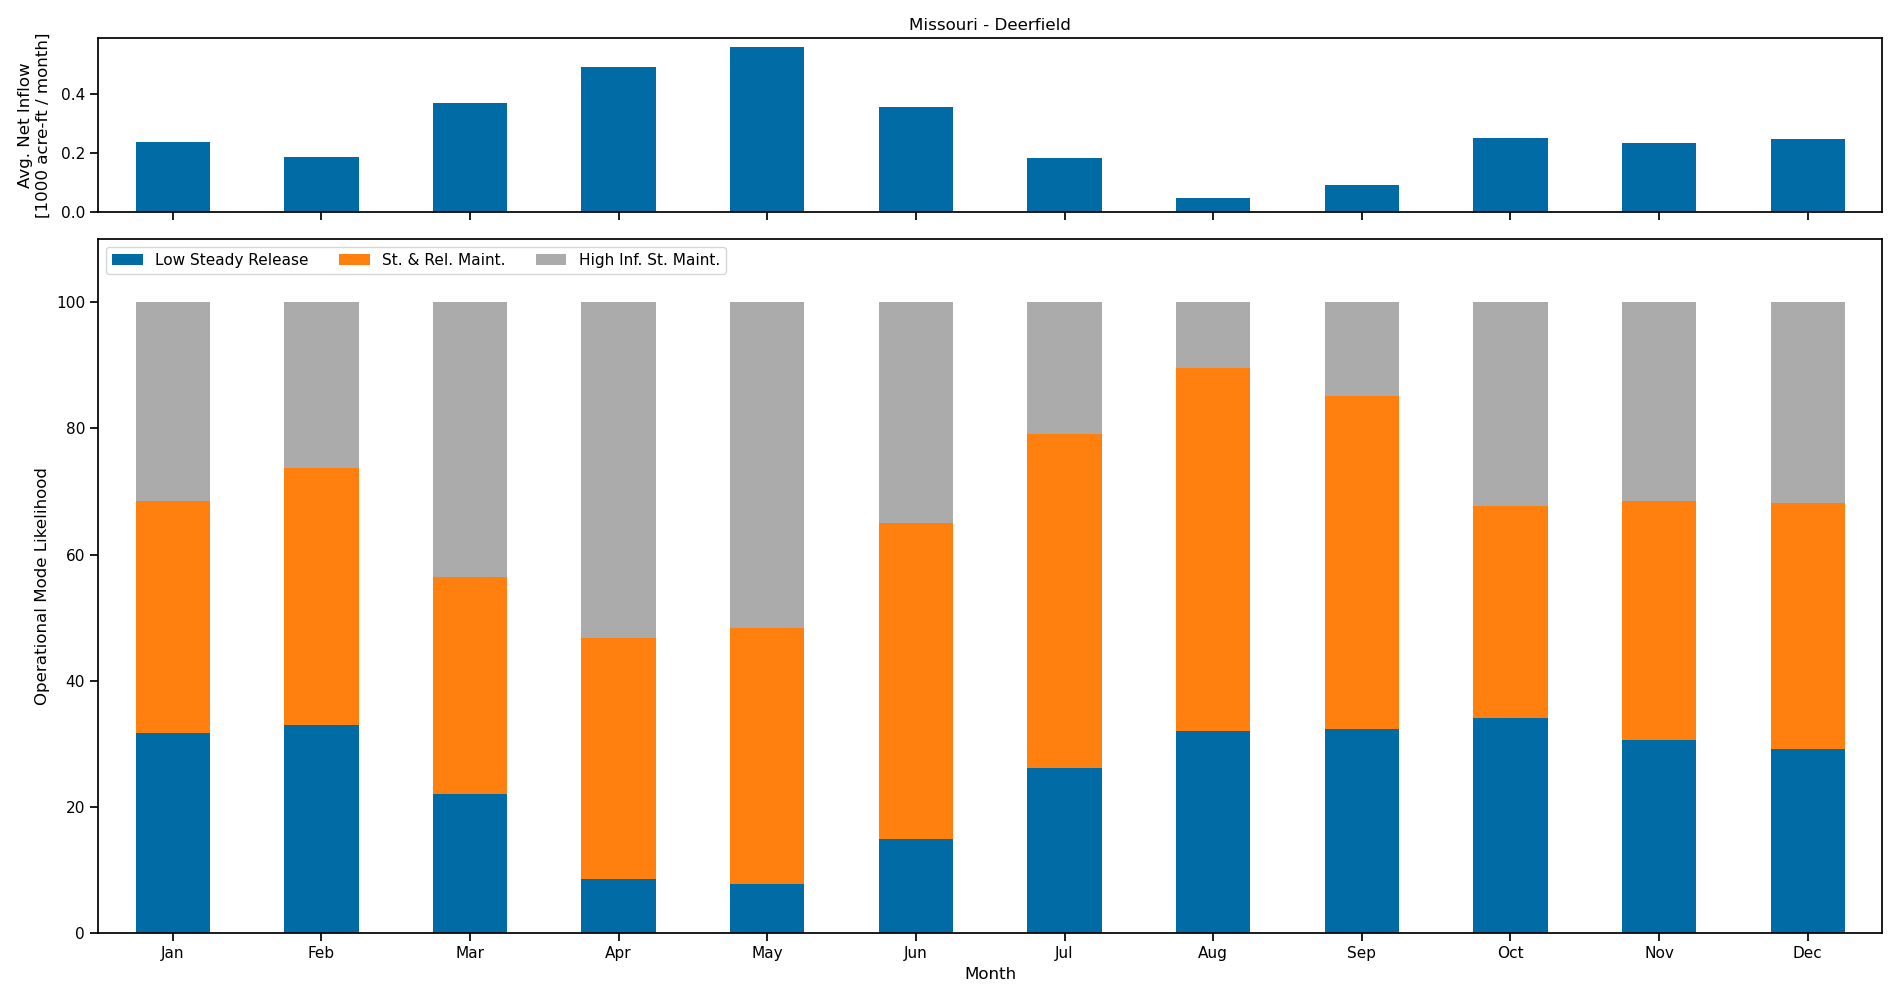 Missouri - Deerfield
Avg. Net Inflow
[1000 acre-ft / month]
0.4
0.2
0.0
Low Steady Release
St. & Rel. Maint.
High Inf. St. Maint.
Operational Mode Likelihood
100
80
60
40
20
0
Jan Feb Mar Apr May Jun Jul Aug Sep Oct Nov Dec
Month